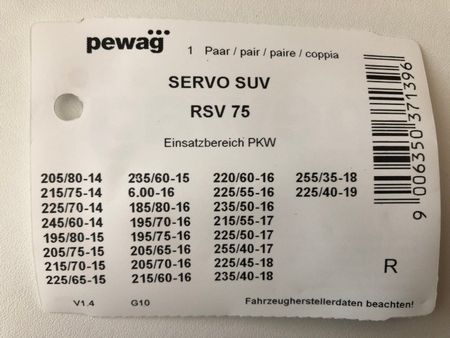 pewag 1 Paar / pair / paire / coppia
SERVO SUV
RSV 75
Einsatzbereich PKW
205/80-14 235/60-15 220/60-16 255/35-18
215/75-14 6.00-16 225/55-16 225/40-19
225/70-14 185/80-16 235/50-16
245/60-14 195/70-16 215/55-17
195/80-15 195/75-16 225/50-17
205/75-15 205/65-16 255/40-17
215/70-15 205/70-16 225/45-18
225/65-15 215/60-16 235/40-18
V1.4 G10 Fahrzeugherstellerdaten beachten!
R
9 006350 371396